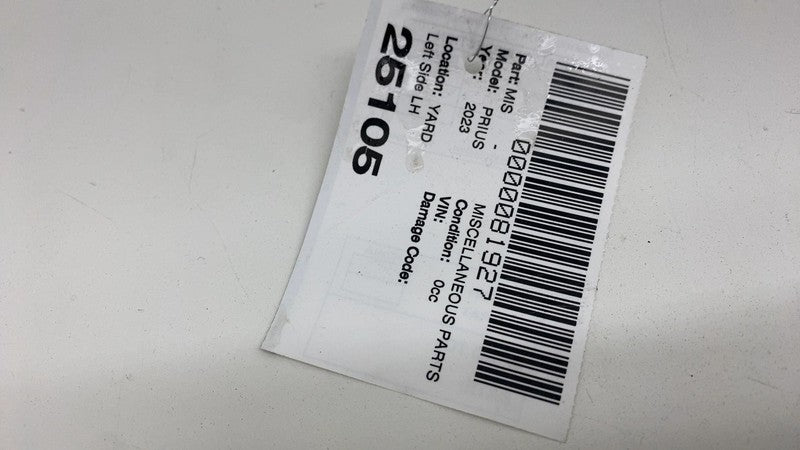 0000081927
Part: MIS - MISCELLANEOUS PARTS
Model: PRIUS Condition: 0cc
Year: 2023 VIN:
Damage Code:
Location: YARD
Left Side LH
25105